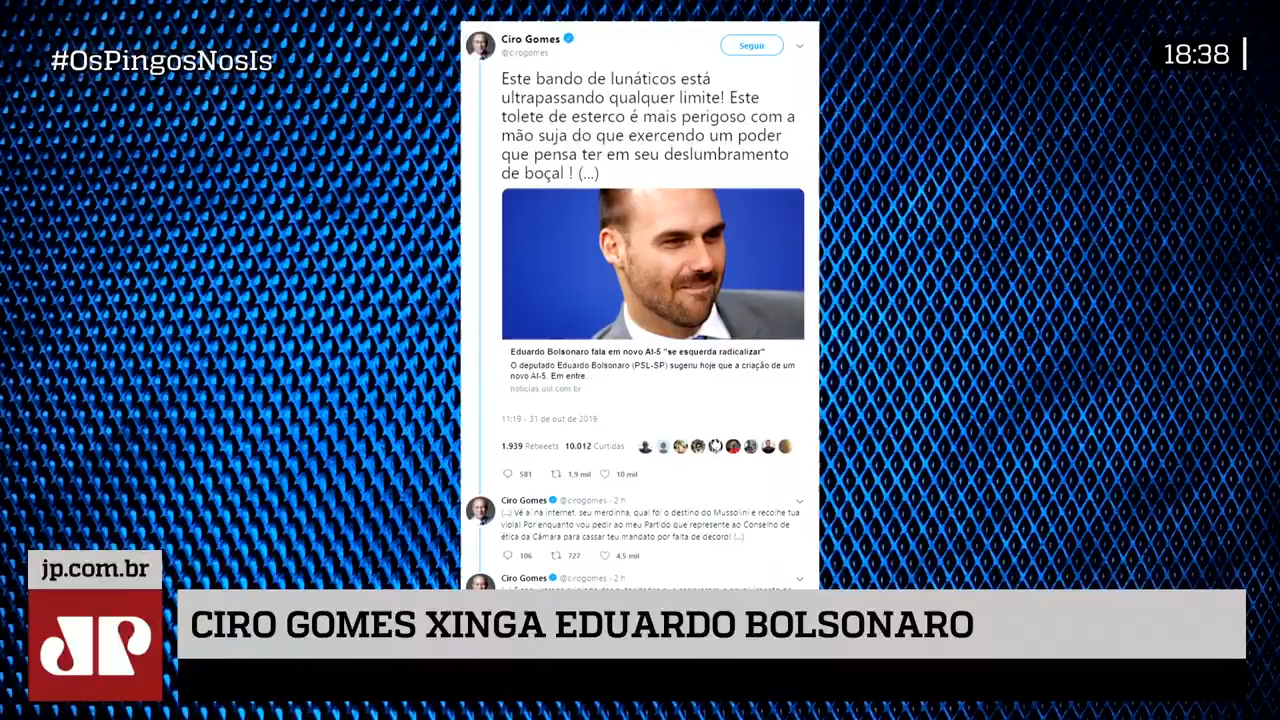 #OsPingosNosIs
18:38
Ciro Gomes
@cirogomes
Seguir
Este bando de lunáticos está
ultrapassando qualquer limite! Este
tolete de esterco é mais perigoso com a
mão suja do que exercendo um poder
que pensa ter em seu deslumbramento
de boçal ! (...)
Eduardo Bolsonaro fala em novo AI-5 "se esquerda radicalizar"
O deputado Eduardo Bolsonaro (PSL-SP) sugeriu hoje que a criação de um
novo AI-5. Em entre...
noticias.uol.com.br
11:19 - 31 de out de 2019
1.939 Retweets 10.012 Curtidas
581 1,9 mil 10 mil
Ciro Gomes @cirogomes · 2 h
(...) Vê aí na internet, seu merdinha, qual foi o destino do Mussolini e recolhe tua
viola! Por enquanto vou pedir ao meu Partido que represente ao Conselho de
ética da Câmara para cassar teu mandato por falta de decoro! (...)
106 727 4,5 mil
Ciro Gomes @cirogomes · 2 h
jp.com.br
JP
CIRO GOMES XINGA EDUARDO BOLSONARO